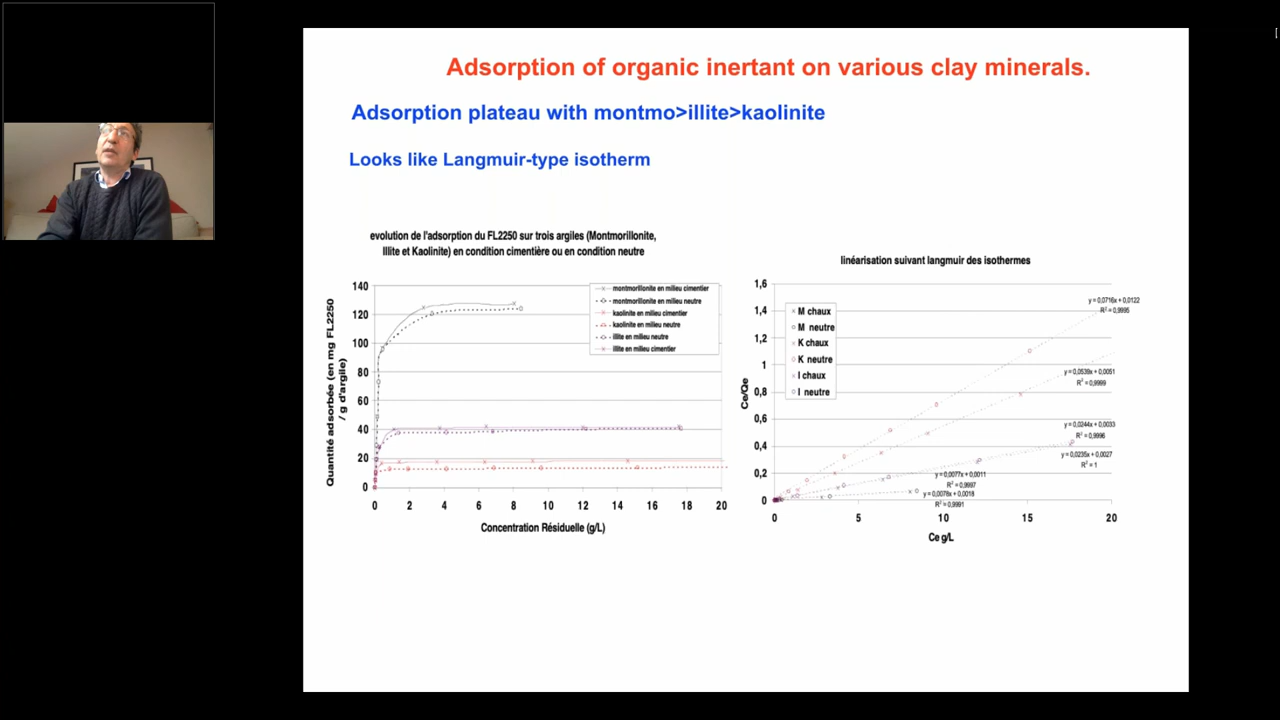 Adsorption of organic inertant on various clay minerals.
Adsorption plateau with montmo>illite>kaolinite
Looks like Langmuir-type isotherm
evolution de l'adsorption du FL2250 sur trois argiles (Montmorillonite,
Illite et Kaolinite) en condition cimentière ou en condition neutre
Quantité adsorbée (en mg FL2250
/ g d'argile)
140
120
100
80
60
40
20
0
montmorillonite en milieu cimentier
montmorillonite en milieu neutre
kaolinite en milieu cimentier
kaolinite en milieu neutre
illite en milieu neutre
illite en milieu cimentier
0 2 4 6 8 10 12 14 16 18 20
Concentration Résiduelle (g/L)
linéarisation suivant langmuir des isothermes
Ce/Qe
1,6
1,4
1,2
1
0,8
0,6
0,4
0,2
0
M chaux
M neutre
K chaux
K neutre
I chaux
I neutre
y = 0,0716x + 0,0122
R² = 0,9995
y = 0,0539x + 0,0051
R² = 0,9999
y = 0,0244x + 0,0033
R² = 0,9996
y = 0,0235x + 0,0027
R² = 1
y = 0,0077x + 0,0011
R² = 0,9997
y = 0,0078x + 0,0018
R² = 0,9991
0 5 10 15 20
Ce g/L